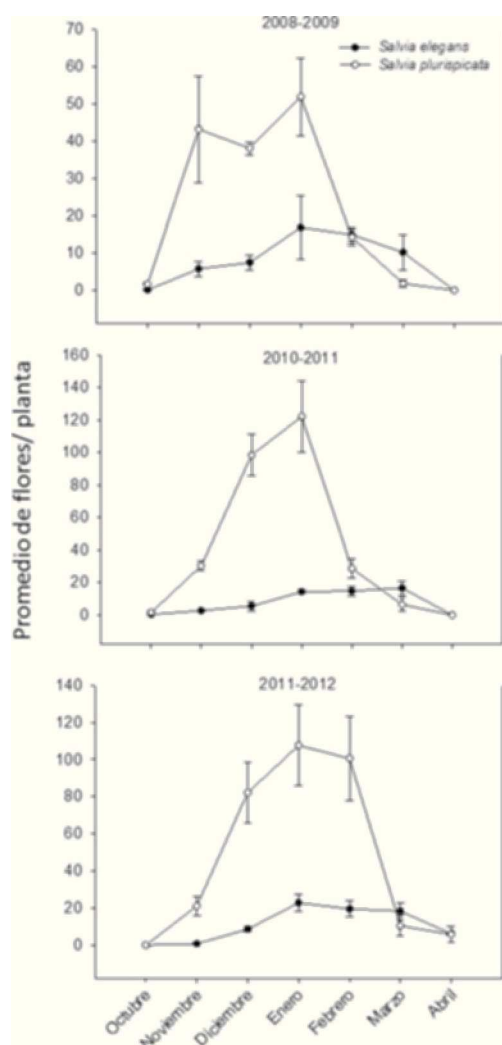 2008-2009
Salvia elegans
Salvia plurispicata
70
60
50
40
30
20
10
0
2010-2011
160
140
120
100
80
60
40
20
0
2011-2012
140
120
100
80
60
40
20
0
Promedio de flores/ planta
Octubre
Noviembre
Diciembre
Enero
Febrero
Marzo
Abril